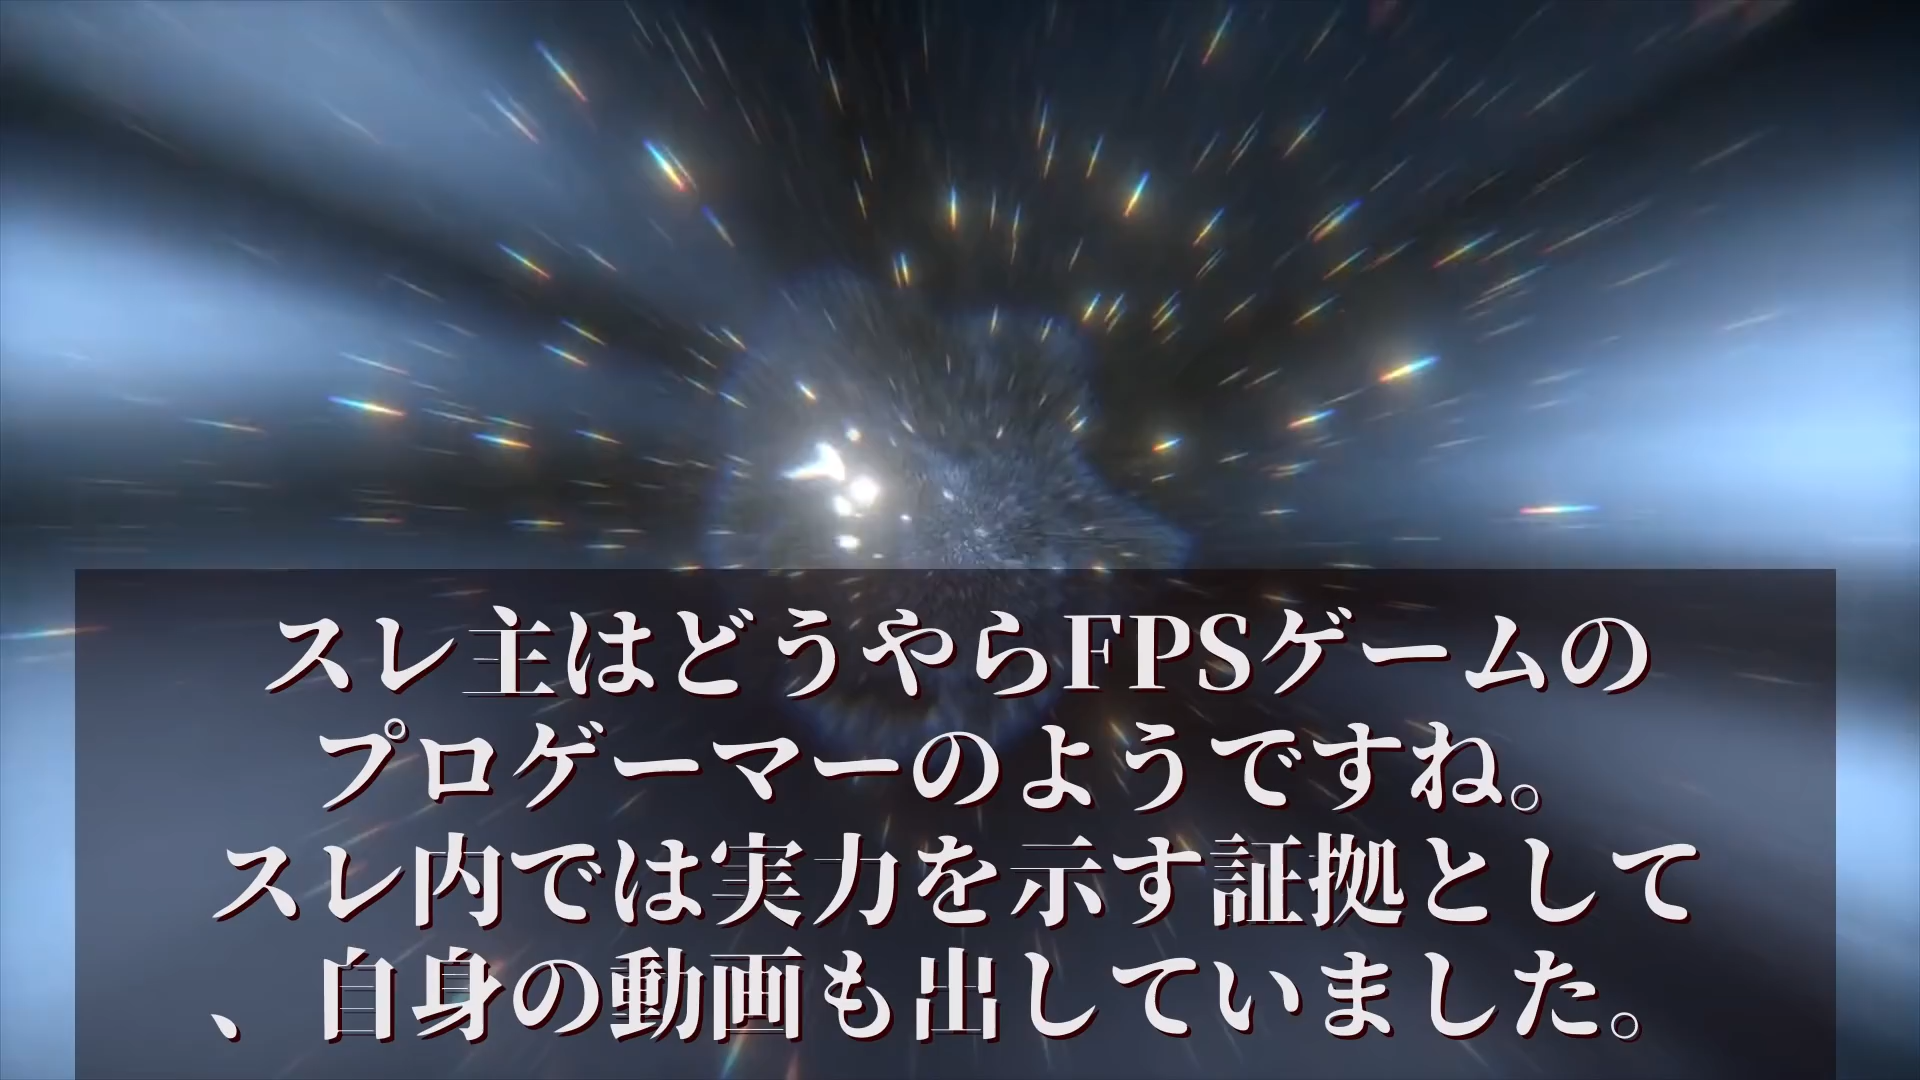 スレ主はどうやらFPSゲームの
プロゲーマーのようですね。
スレ内では実力を示す証拠として
、自身の動画も出していました。